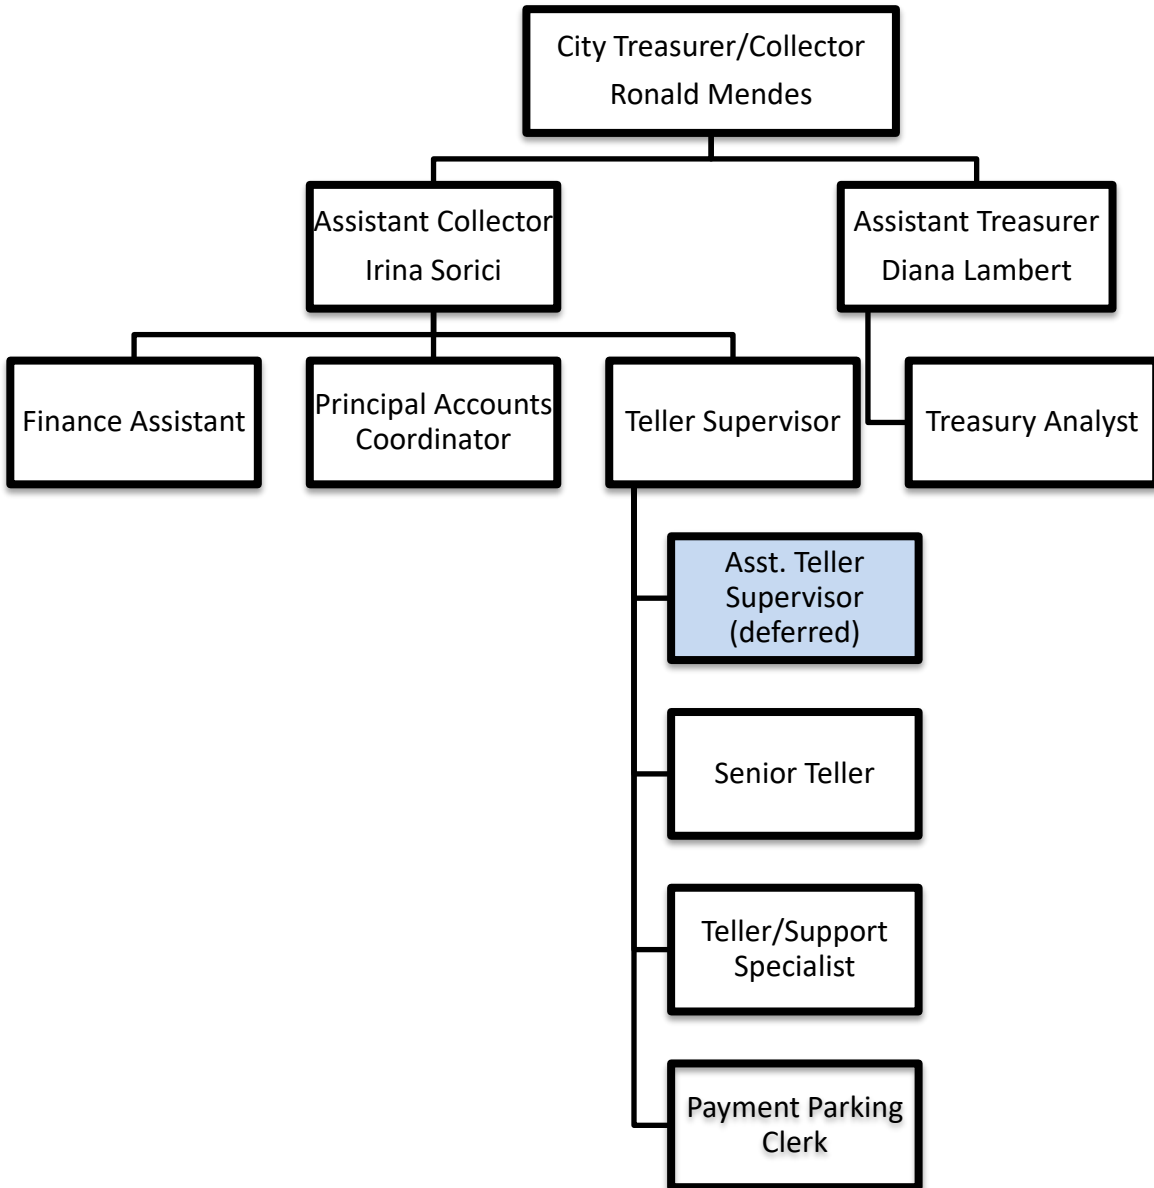 City Treasurer/Collector
Ronald Mendes
Assistant Collector
Irina Sorici
Assistant Treasurer
Diana Lambert
Finance Assistant
Principal Accounts
Coordinator
Teller Supervisor
Treasury Analyst
Asst. Teller
Supervisor
(deferred)
Senior Teller
Teller/Support
Specialist
Payment Parking
Clerk